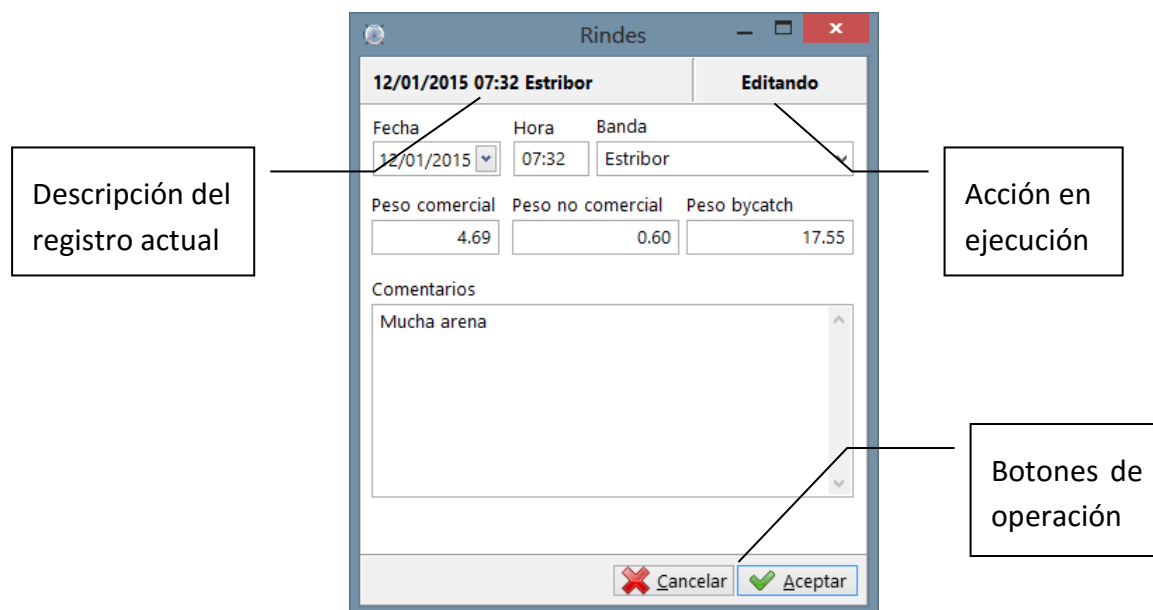 Rindes
12/01/2015 07:32 Estribor
Editando
Fecha
Hora
Banda
12/01/2015
07:32
Estribor
Descripción del
registro actual
Acción en
ejecución
Peso comercial
Peso no comercial
Peso bycatch
4.69
0.60
17.55
Comentarios
Mucha arena
Botones de
operación
Cancelar
Aceptar